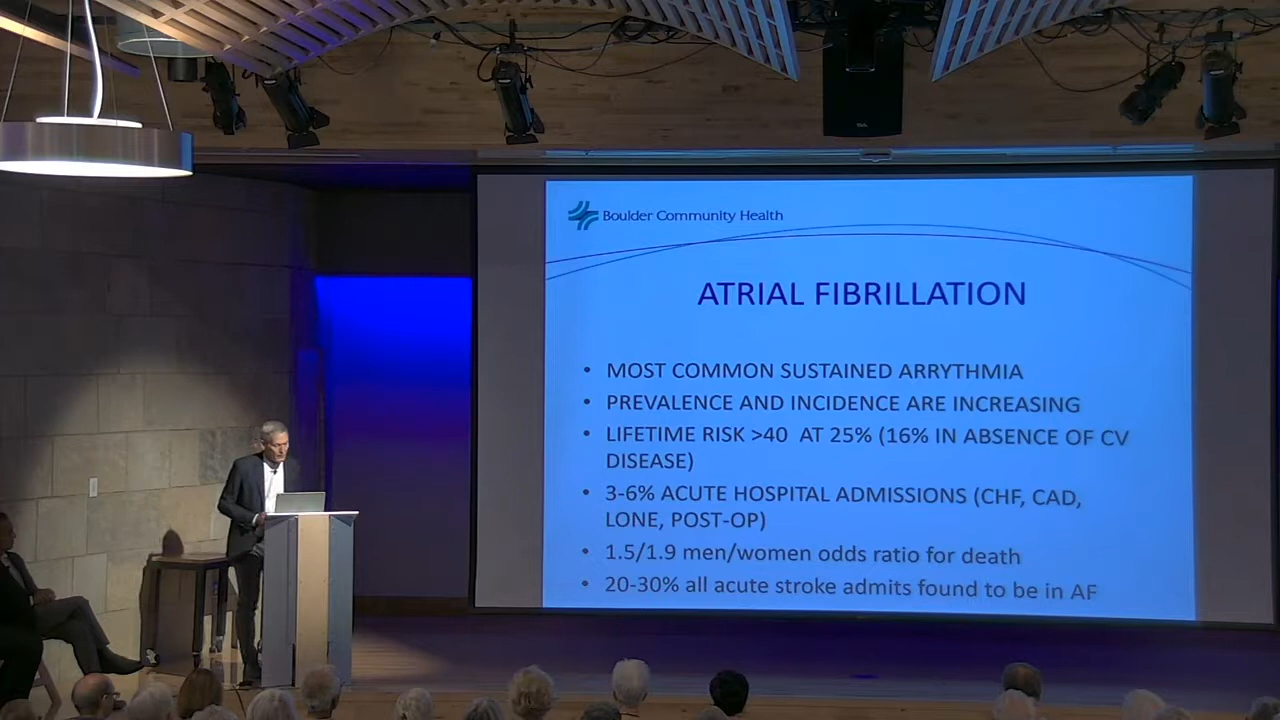 Boulder Community Health
ATRIAL FIBRILLATION
• MOST COMMON SUSTAINED ARRYTHMIA
• PREVALENCE AND INCIDENCE ARE INCREASING
• LIFETIME RISK >40 AT 25% (16% IN ABSENCE OF CV
DISEASE)
• 3-6% ACUTE HOSPITAL ADMISSIONS (CHF, CAD,
LONE, POST-OP)
• 1.5/1.9 men/women odds ratio for death
• 20-30% all acute stroke admits found to be in AF